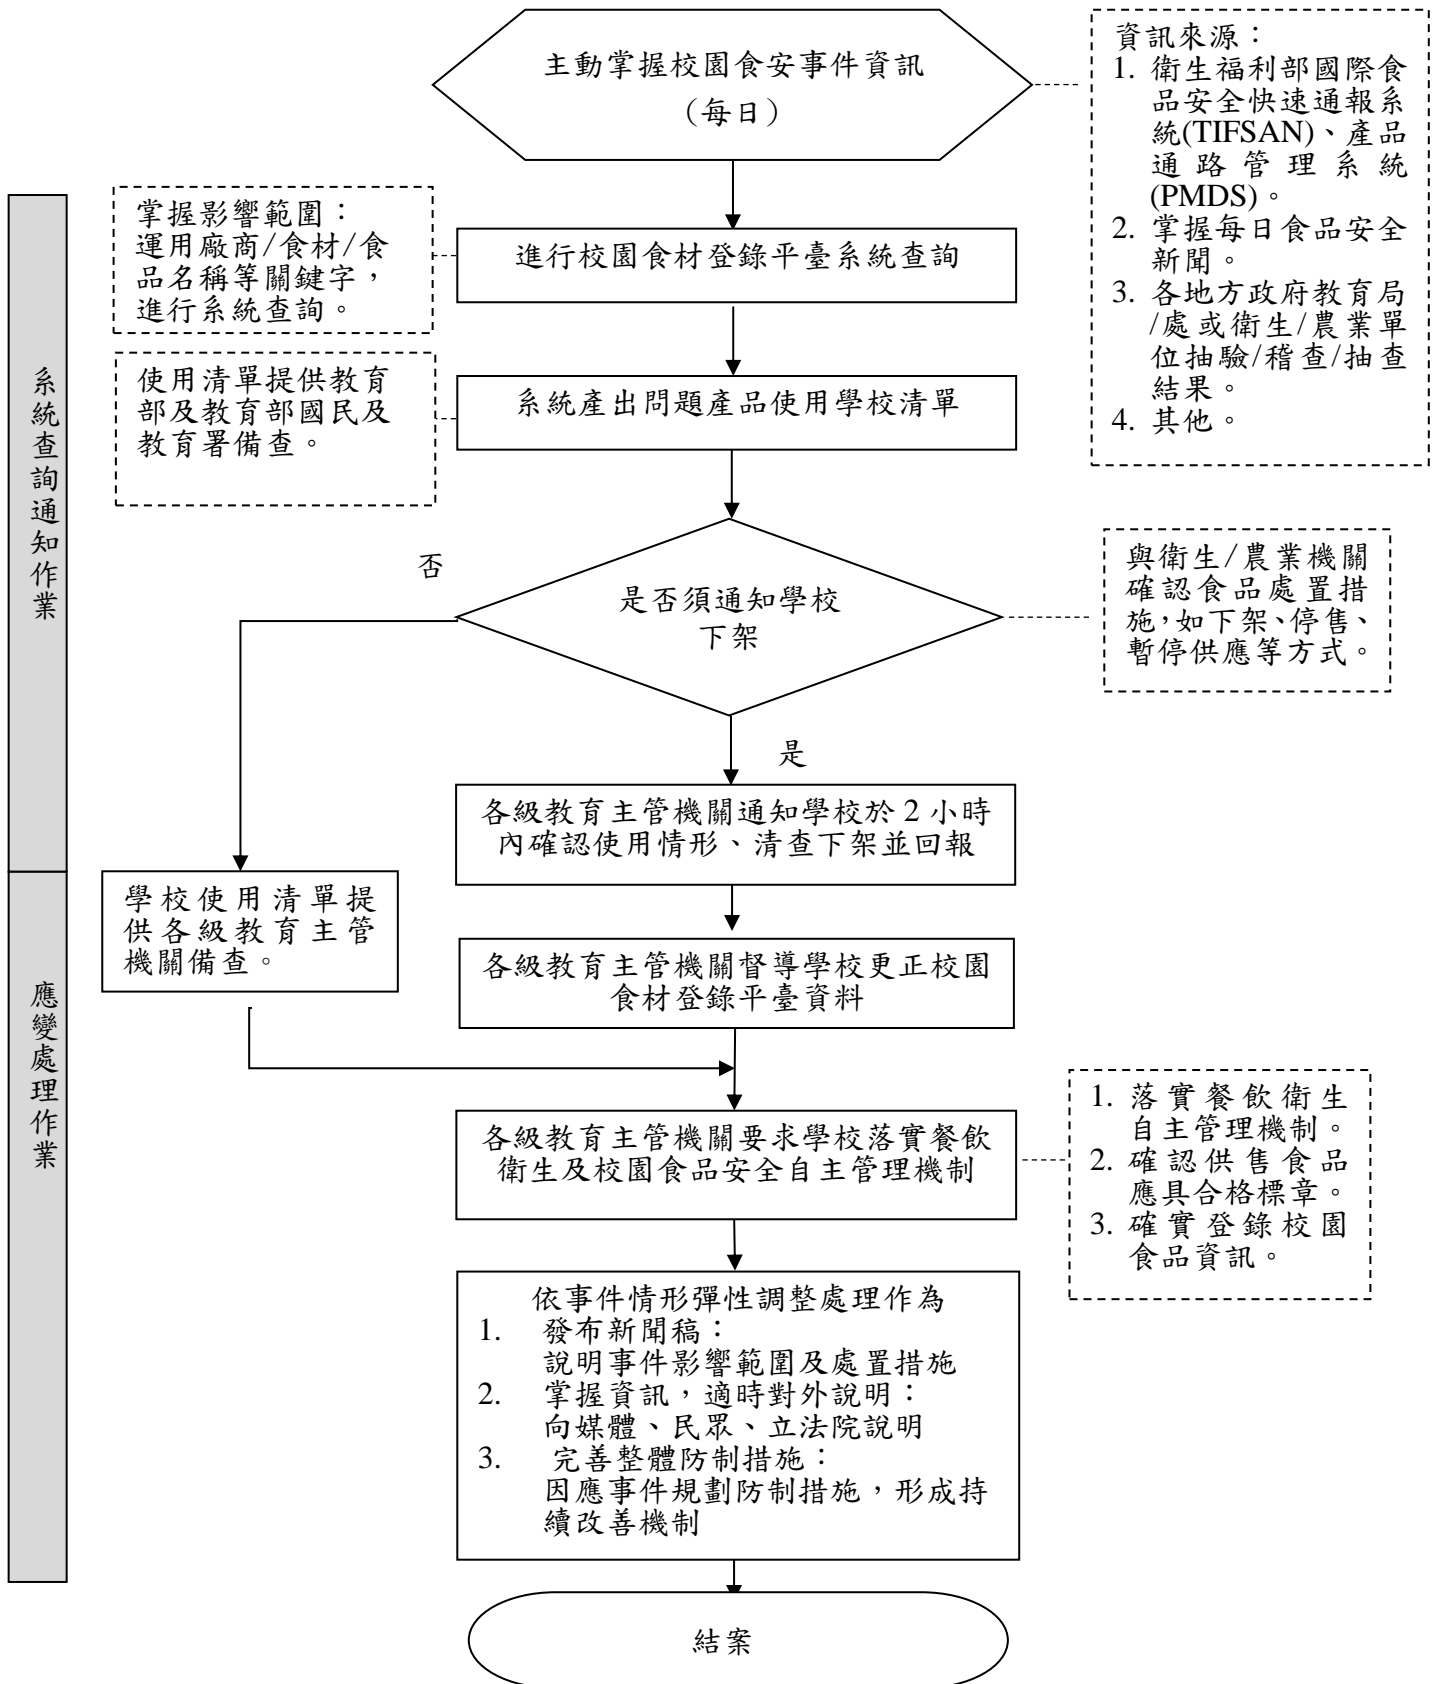 主動掌握校園食安事件資訊
（每日）
資訊來源：
1. 衛生福利部國際食
品安全快速通報系
統(TIFSAN)、產品
通路管理系統
(PMDS)。
2. 掌握每日食品安全
新聞。
3. 各地方政府教育局
/處或衛生/農業單
位抽驗/稽查/抽查
結果。
4. 其他。
掌握影響範圍：
運用廠商/食材/食
品名稱等關鍵字，
進行系統查詢。
進行校園食材登錄平臺系統查詢
使用清單提供教育
部及教育部國民及
教育署備查。
系統產出問題產品使用學校清單
系統查詢通知作業
否
是否須通知學校
下架
與衛生/農業機關
確認食品處置措
施，如下架、停售、
暫停供應等方式。
是
各級教育主管機關通知學校於 2 小時
內確認使用情形、清查下架並回報
學校使用清單提
供各級教育主管
機關備查。
各級教育主管機關督導學校更正校園
食材登錄平臺資料
應變處理作業
各級教育主管機關要求學校落實餐飲
衛生及校園食品安全自主管理機制
1. 落實餐飲衛生
自主管理機制。
2. 確認供售食品
應具合格標章。
3. 確實登錄校園
食品資訊。
依事件情形彈性調整處理作為
1. 發布新聞稿：
說明事件影響範圍及處置措施
2. 掌握資訊，適時對外說明：
向媒體、民眾、立法院說明
3. 完善整體防制措施：
因應事件規劃防制措施，形成持
續改善機制
結案